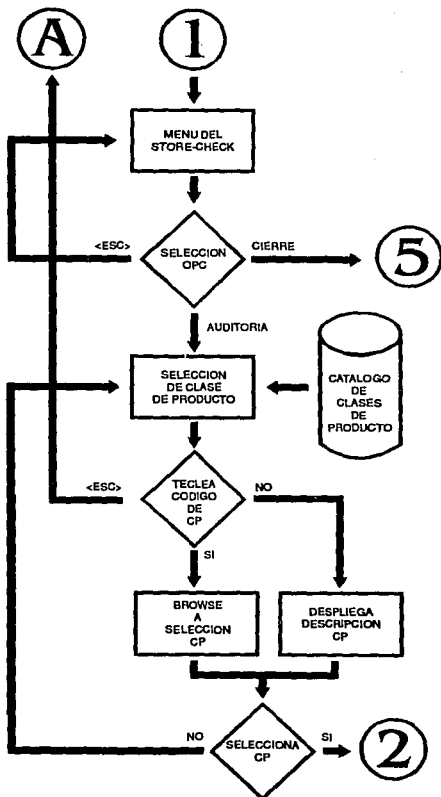 A
1
MENU DEL
STORE-CHECK
<ESC>
SELECCION
OPC
CIERRE
5
AUDITORIA
SELECCION
DE CLASE
DE PRODUCTO
CATALOGO
DE
CLASES
DE
PRODUCTO
<ESC>
TECLEA
CODIGO
DE
CP
NO
SI
BROWSE
A
SELECCION
CP
DESPLIEGA
DESCRIPCION
CP
NO
SELECCIONA
CP
SI
2